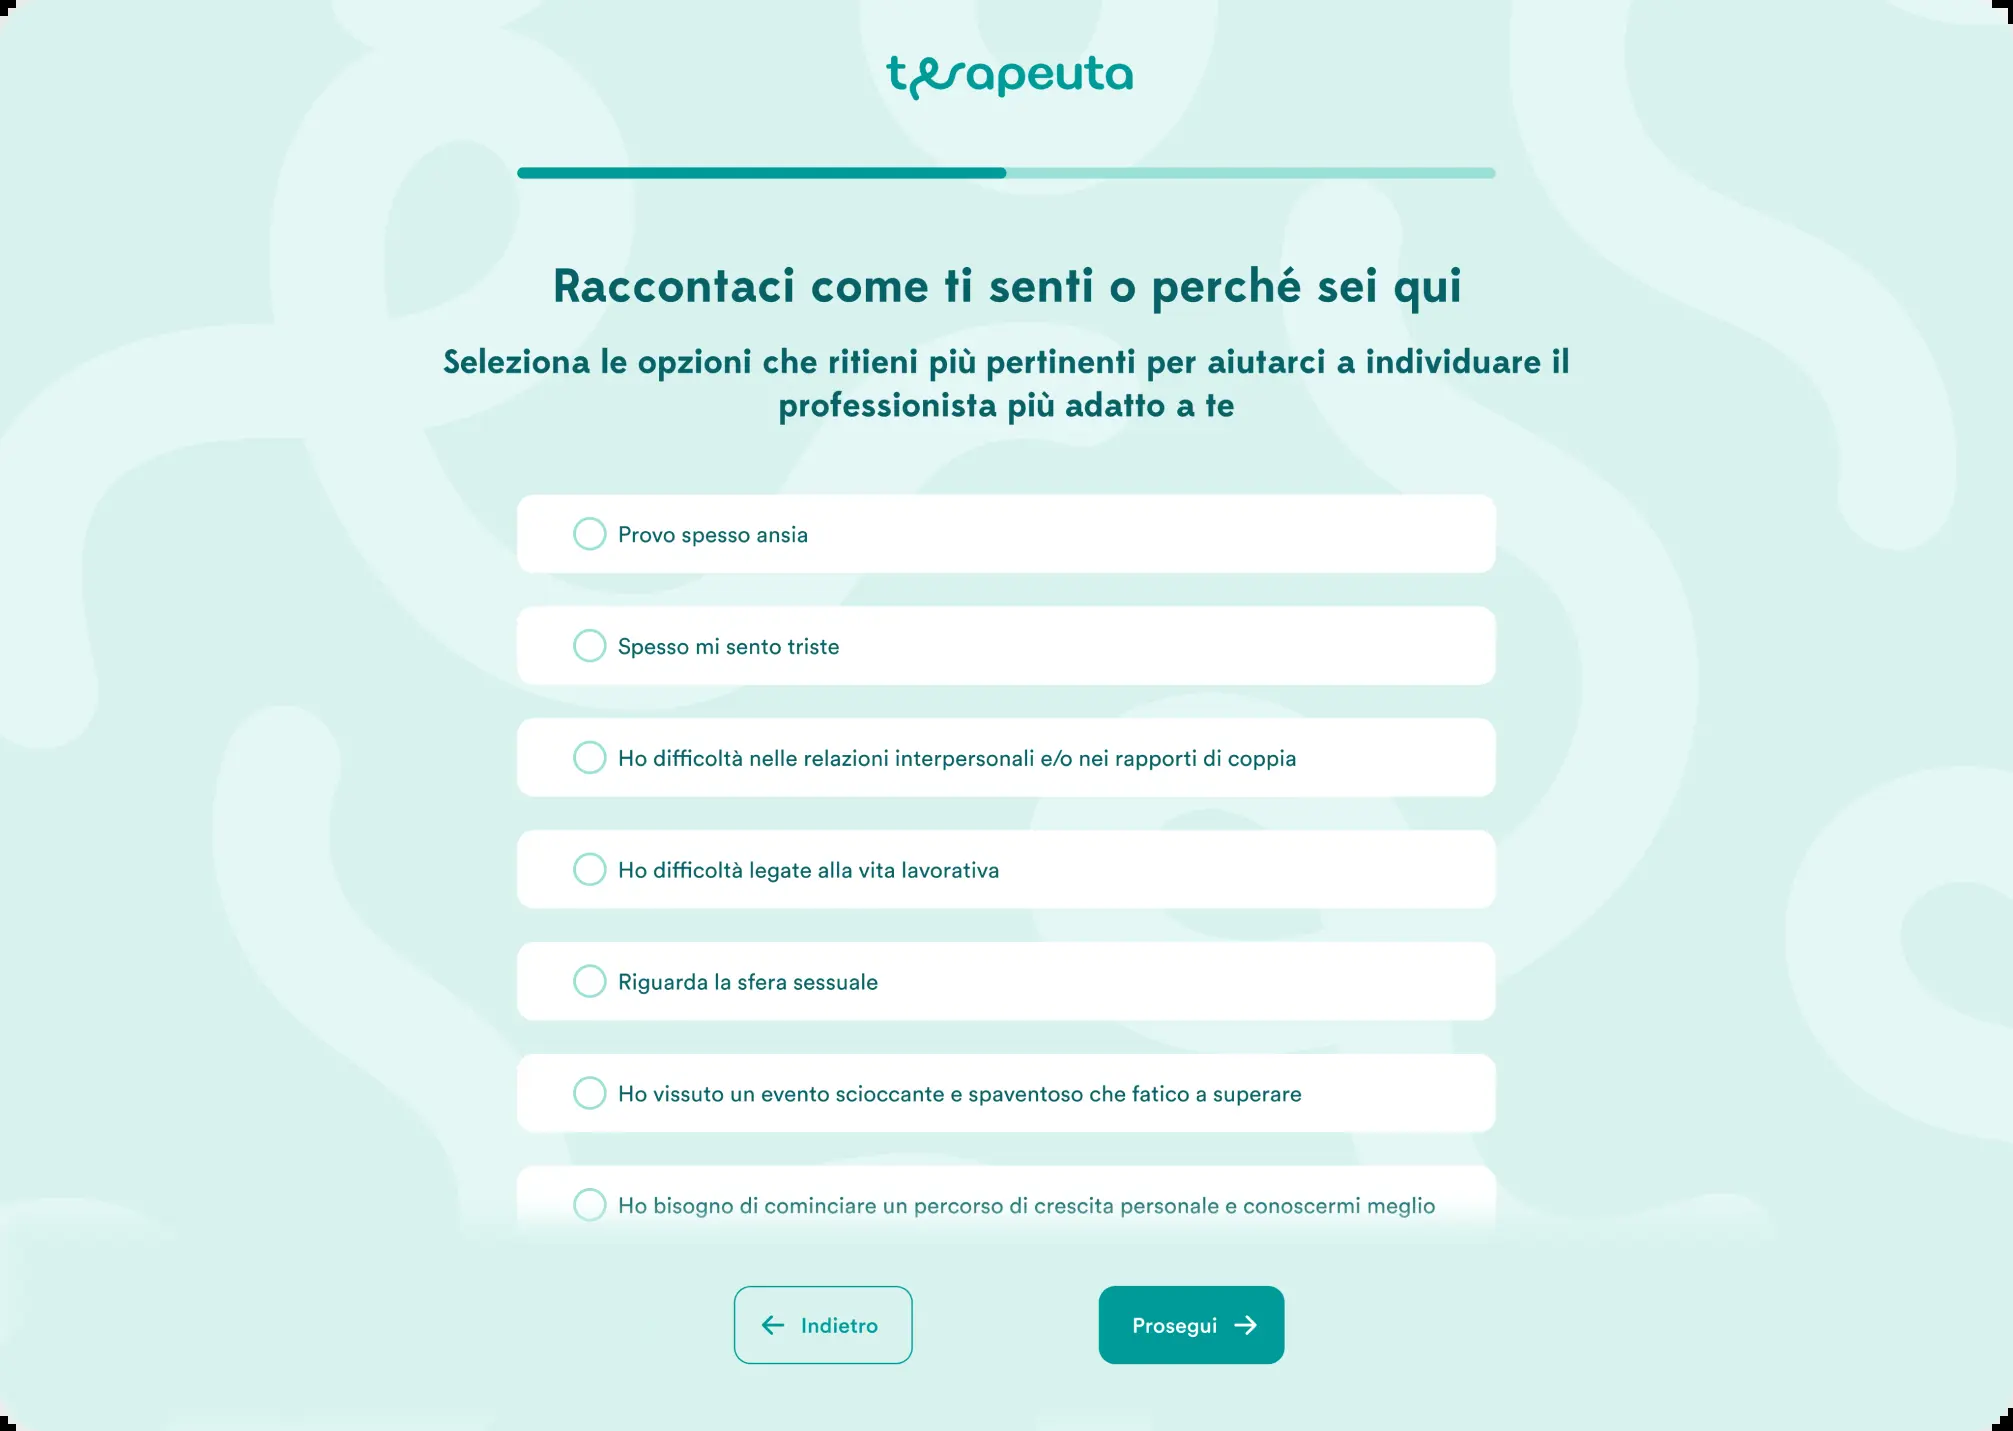 terapeuta
Raccontaci come ti senti o perché sei qui
Seleziona le opzioni che ritieni più pertinenti per aiutarci a individuare il
professionista più adatto a te
Provo spesso ansia
Spesso mi sento triste
Ho difficoltà nelle relazioni interpersonali e/o nei rapporti di coppia
Ho difficoltà legate alla vita lavorativa
Riguarda la sfera sessuale
Ho vissuto un evento scioccante e spaventoso che fatico a superare
Ho bisogno di cominciare un percorso di crescita personale e conoscermi meglio
Indietro
Prosegui